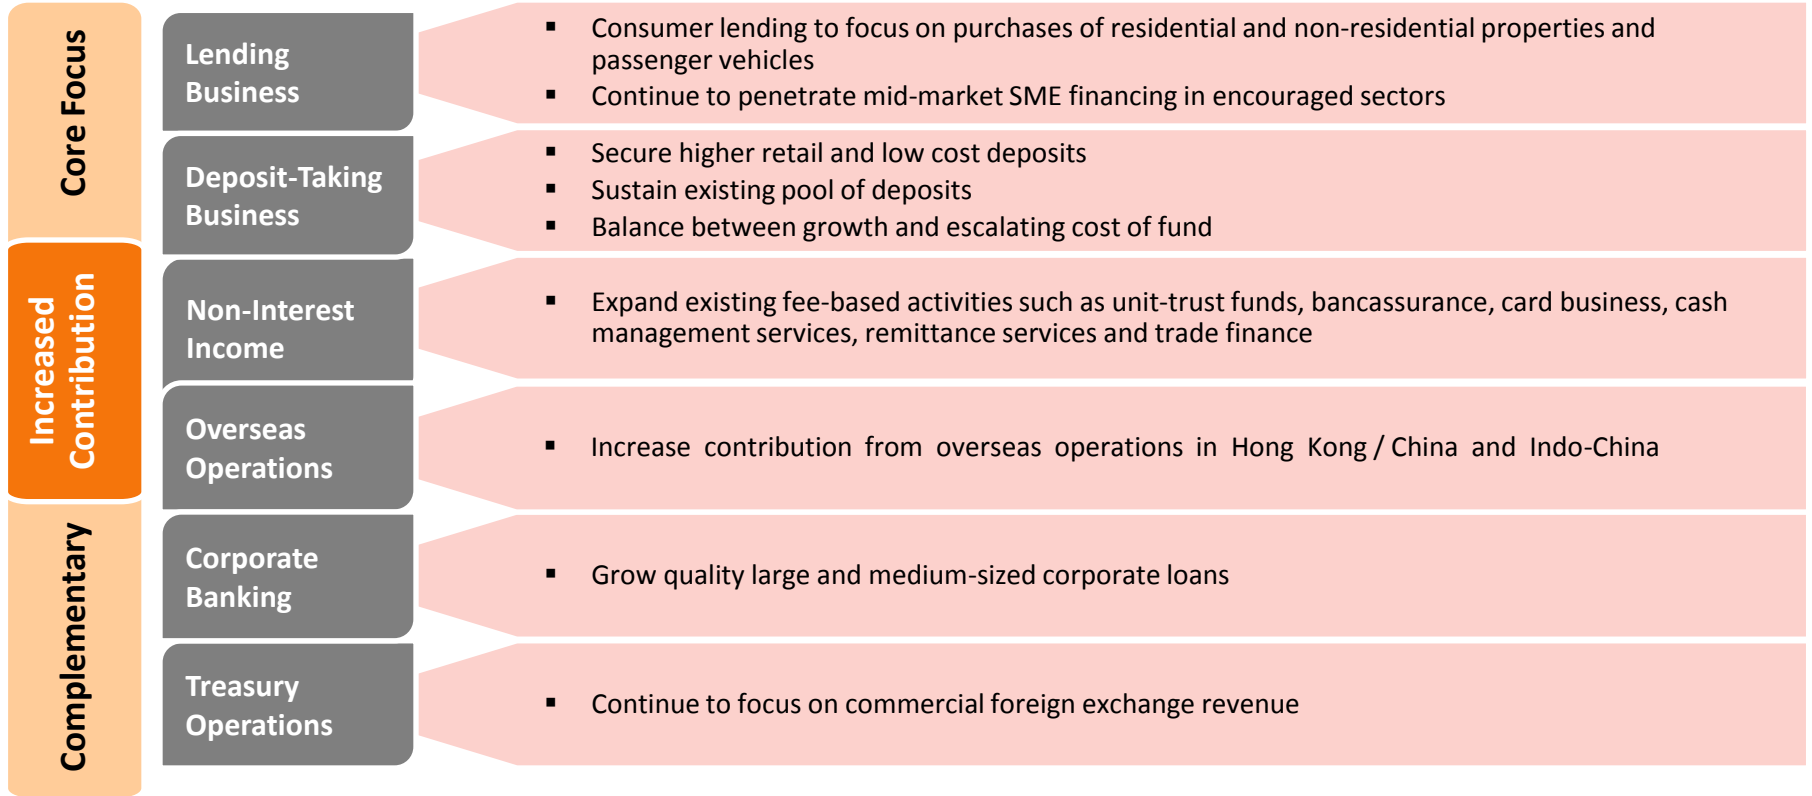 Core Focus
Lending
Business
▪ Consumer lending to focus on purchases of residential and non-residential properties and
passenger vehicles
▪ Continue to penetrate mid-market SME financing in encouraged sectors
Deposit-Taking
Business
▪ Secure higher retail and low cost deposits
▪ Sustain existing pool of deposits
▪ Balance between growth and escalating cost of fund
Increased
Contribution
Non-Interest
Income
▪ Expand existing fee-based activities such as unit-trust funds, bancassurance, card business, cash
management services, remittance services and trade finance
Overseas
Operations
▪ Increase contribution from overseas operations in Hong Kong / China and Indo-China
Complementary
Corporate
Banking
▪ Grow quality large and medium-sized corporate loans
Treasury
Operations
▪ Continue to focus on commercial foreign exchange revenue